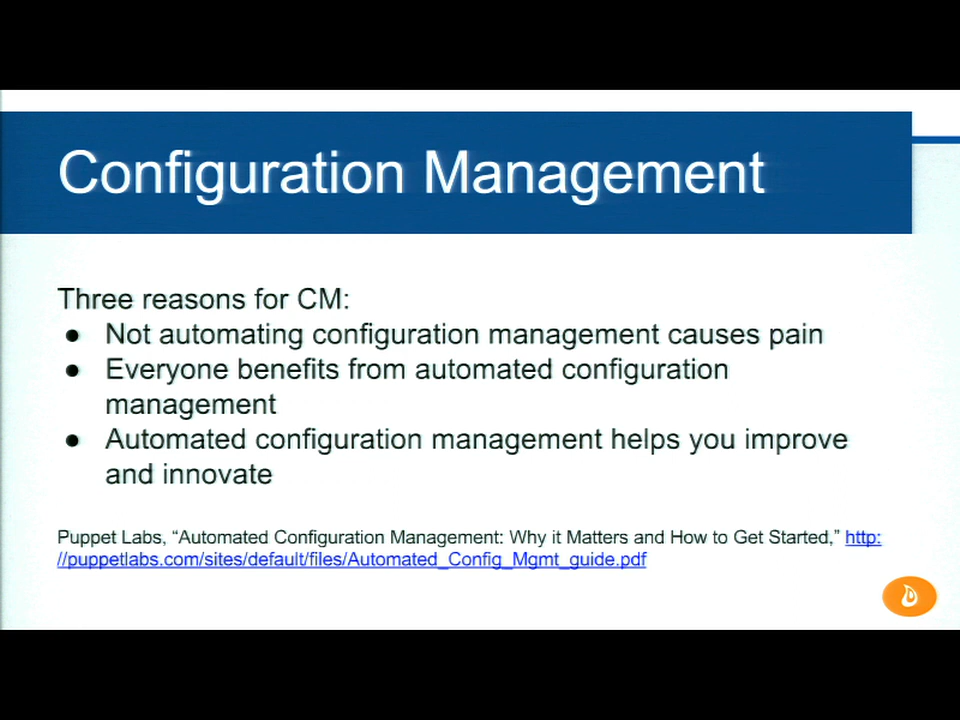 Configuration Management
Three reasons for CM:
● Not automating configuration management causes pain
● Everyone benefits from automated configuration
management
● Automated configuration management helps you improve
and innovate
Puppet Labs, “Automated Configuration Management: Why it Matters and How to Get Started,” http:
//puppetlabs.com/sites/default/files/Automated_Config_Mgmt_guide.pdf